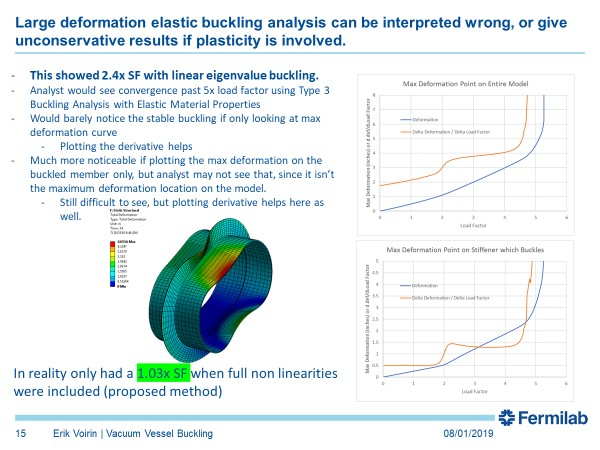 Large deformation elastic buckling analysis can be interpreted wrong, or give
unconservative results if plasticity is involved.
- This showed 2.4x SF with linear eigenvalue buckling.
- Analyst would see convergence past 5x load factor using Type 3
Buckling Analysis with Elastic Material Properties
- Would barely notice the stable buckling if only looking at max
deformation curve
- Plotting the derivative helps
- Much more noticeable if plotting the max deformation on the
buckled member only, but analyst may not see that, since it isn't
the maximum deformation location on the model.
- Still difficult to see, but plotting derivative helps here as
well.
Total Deformation
Type: Total Deformation
Unit: in
0 Min
In reality only had a 1.03x SF when full non linearities
were included (proposed method)
Max Deformation Point on Entire Model
Max Deformation (inches) or d def/dLoad Factor
8
7
6
5
4
3
2
1
0
Deformation
Delta Deformation / Delta Load Factor
0 1 2 3 4 5 6
Load Factor
Max Deformation Point on Stiffener which Buckles
Max Deformation (inches) or d def/dLoad Factor
5
4.5
4
3.5
3
2.5
2
1.5
1
0.5
0
Deformation
Delta Deformation / Delta Load Factor
0 1 2 3 4 5 6
Load Factor
Fermilab
15 Erik Voirin | Vacuum Vessel Buckling 08/01/2019